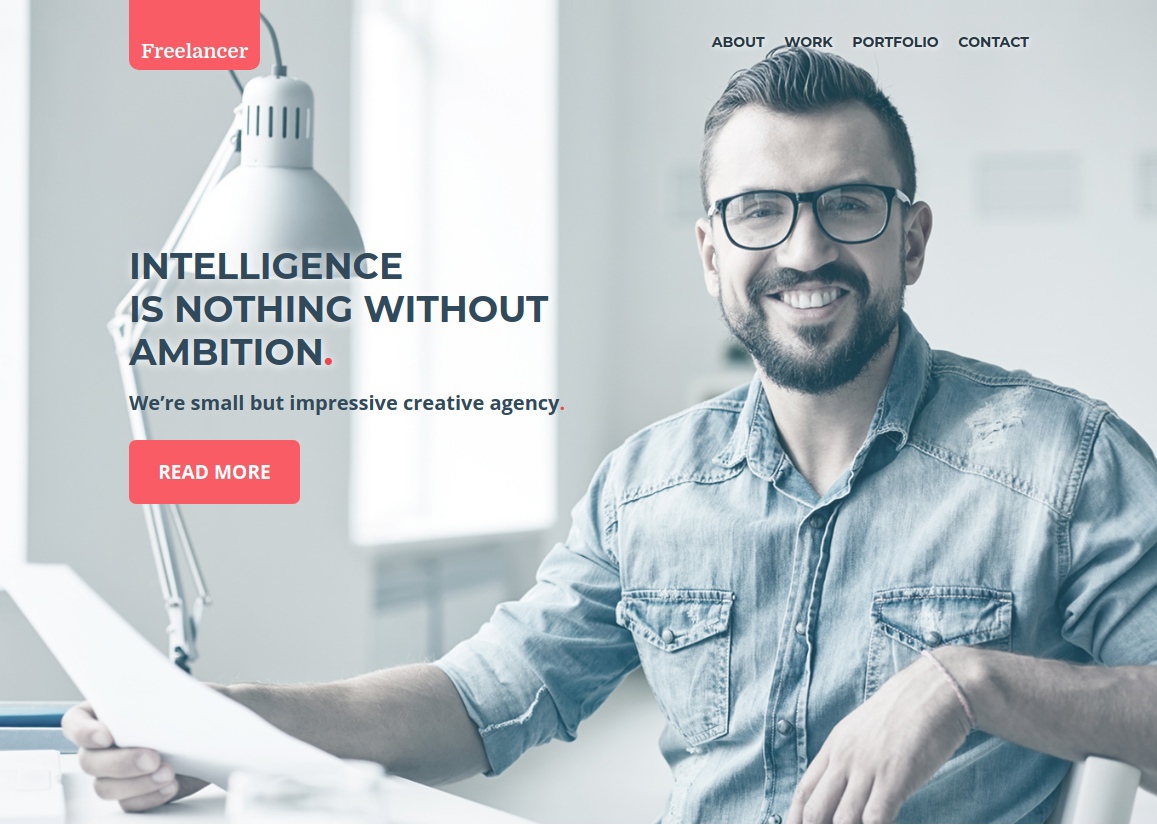 Freelancer
ABOUT WORK PORTFOLIO CONTACT
INTELLIGENCE
IS NOTHING WITHOUT
AMBITION.
We’re small but impressive creative agency.
READ MORE